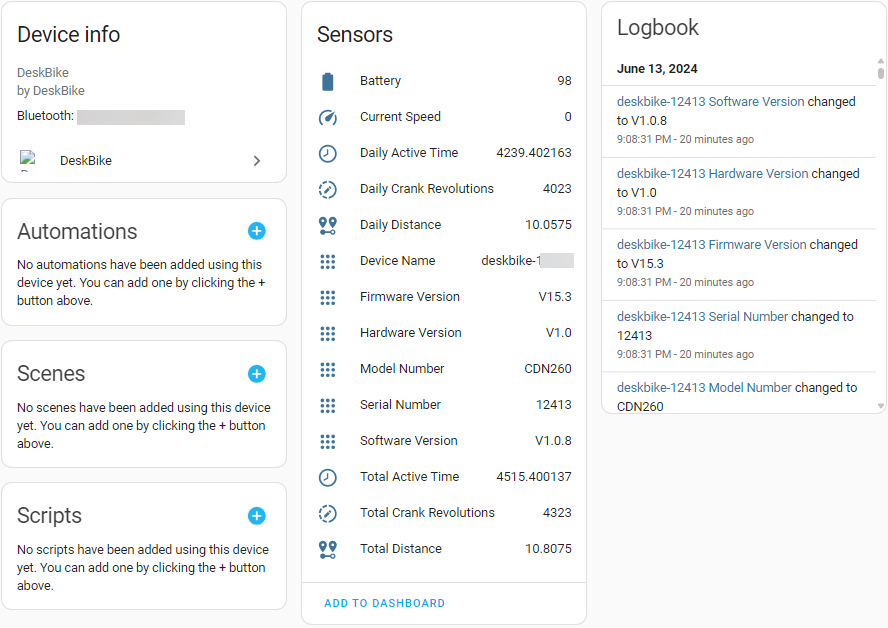 Device info
DeskBike
by DeskBike
Bluetooth:
DeskBike
Automations
No automations have been added using this
device yet. You can add one by clicking the +
button above.
Scenes
No scenes have been added using this device
yet. You can add one by clicking the + button
above.
Scripts
No scripts have been added using this device
yet. You can add one by clicking the + button
above.
Sensors
Battery 98
Current Speed 0
Daily Active Time 4239.402163
Daily Crank Revolutions 4023
Daily Distance 10.0575
Device Name deskbike-1
Firmware Version V15.3
Hardware Version V1.0
Model Number CDN260
Serial Number 12413
Software Version V1.0.8
Total Active Time 4515.400137
Total Crank Revolutions 4323
Total Distance 10.8075
ADD TO DASHBOARD
Logbook
June 13, 2024
deskbike-12413 Software Version changed
to V1.0.8
9:08:31 PM - 20 minutes ago
deskbike-12413 Hardware Version changed
to V1.0
9:08:31 PM - 20 minutes ago
deskbike-12413 Firmware Version changed
to V15.3
9:08:31 PM - 20 minutes ago
deskbike-12413 Serial Number changed to
12413
9:08:31 PM - 20 minutes ago
deskbike-12413 Model Number changed to
CDN260